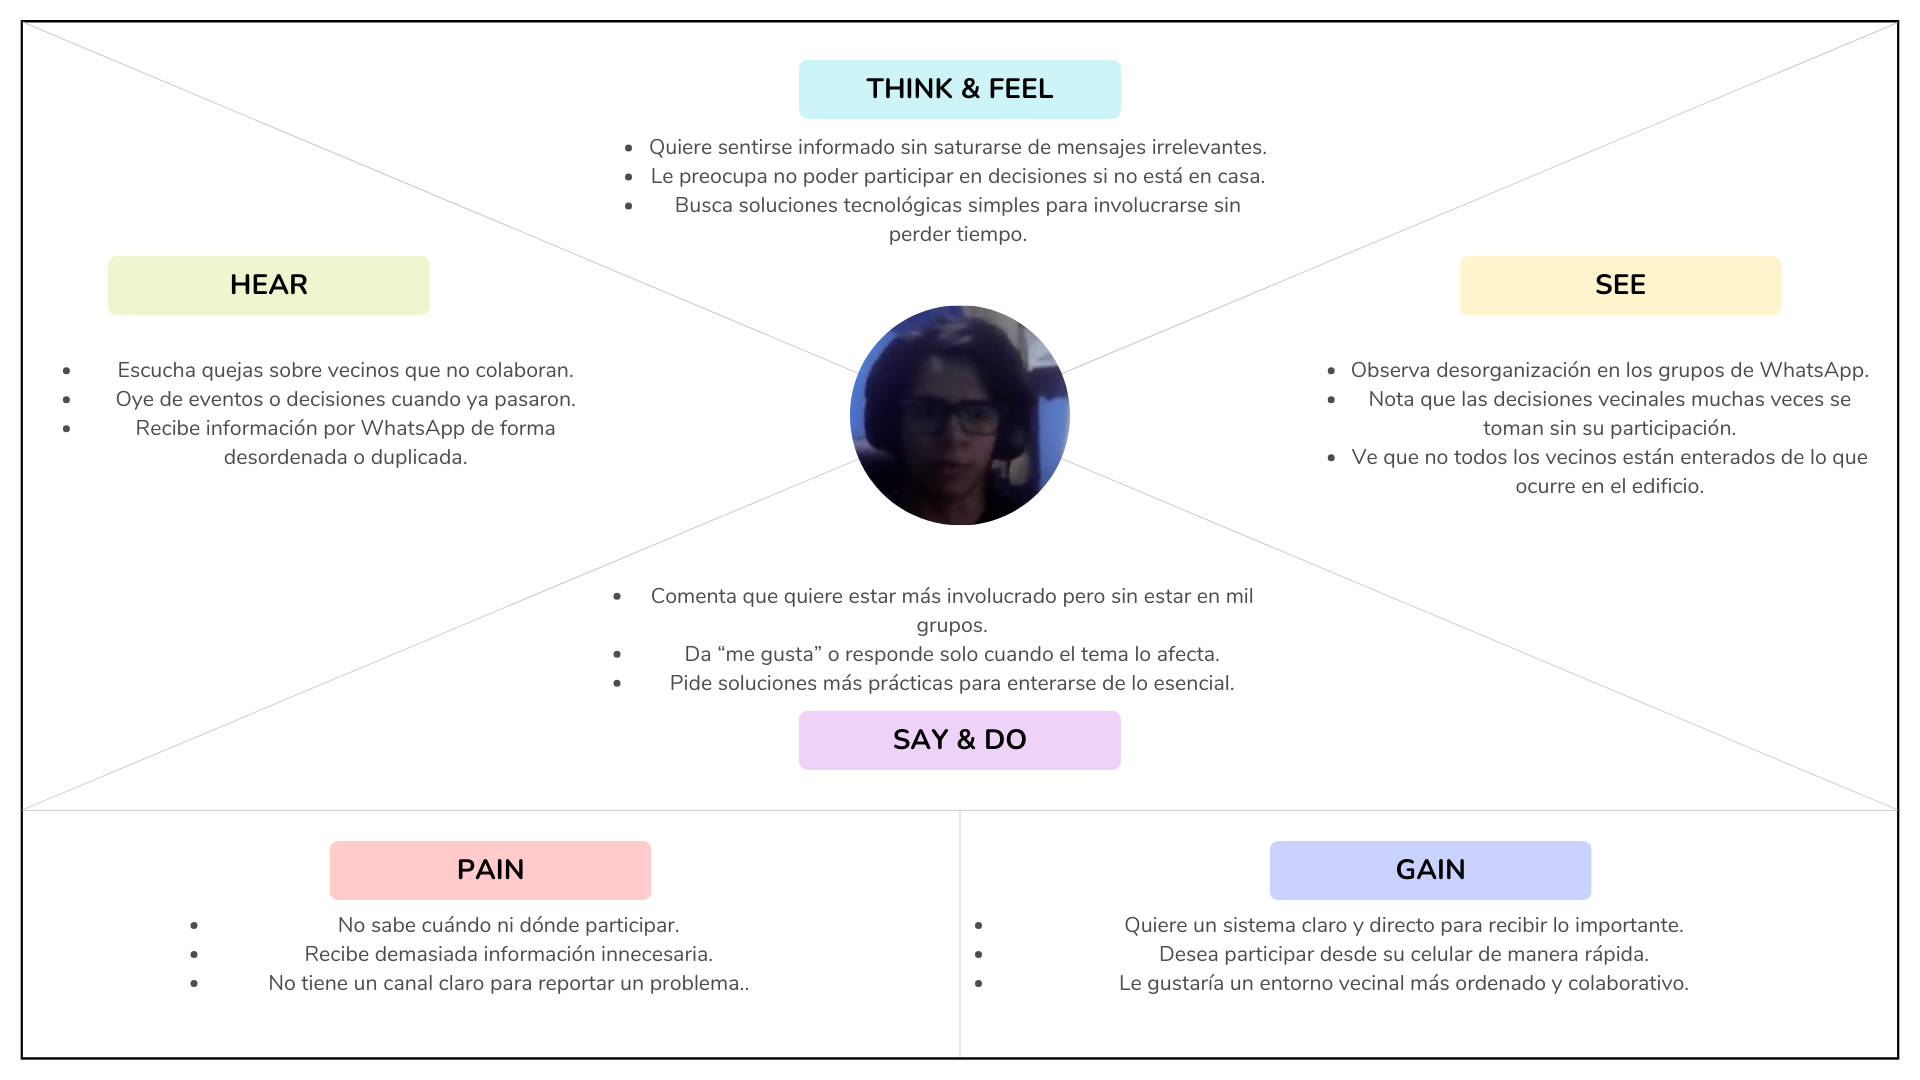 THINK & FEEL
• Quiere sentirse informado sin saturarse de mensajes irrelevantes.
• Le preocupa no poder participar en decisiones si no está en casa.
• Busca soluciones tecnológicas simples para involucrarse sin
perder tiempo.
HEAR
• Escucha quejas sobre vecinos que no colaboran.
• Oye de eventos o decisiones cuando ya pasaron.
• Recibe información por WhatsApp de forma
desordenada o duplicada.
SEE
• Observa desorganización en los grupos de WhatsApp.
• Nota que las decisiones vecinales muchas veces se
toman sin su participación.
• Ve que no todos los vecinos están enterados de lo que
ocurre en el edificio.
• Comenta que quiere estar más involucrado pero sin estar en mil
grupos.
• Da “me gusta” o responde solo cuando el tema lo afecta.
• Pide soluciones más prácticas para enterarse de lo esencial.
SAY & DO
PAIN
• No sabe cuándo ni dónde participar.
• Recibe demasiada información innecesaria.
• No tiene un canal claro para reportar un problema..
GAIN
• Quiere un sistema claro y directo para recibir lo importante.
• Desea participar desde su celular de manera rápida.
• Le gustaría un entorno vecinal más ordenado y colaborativo.